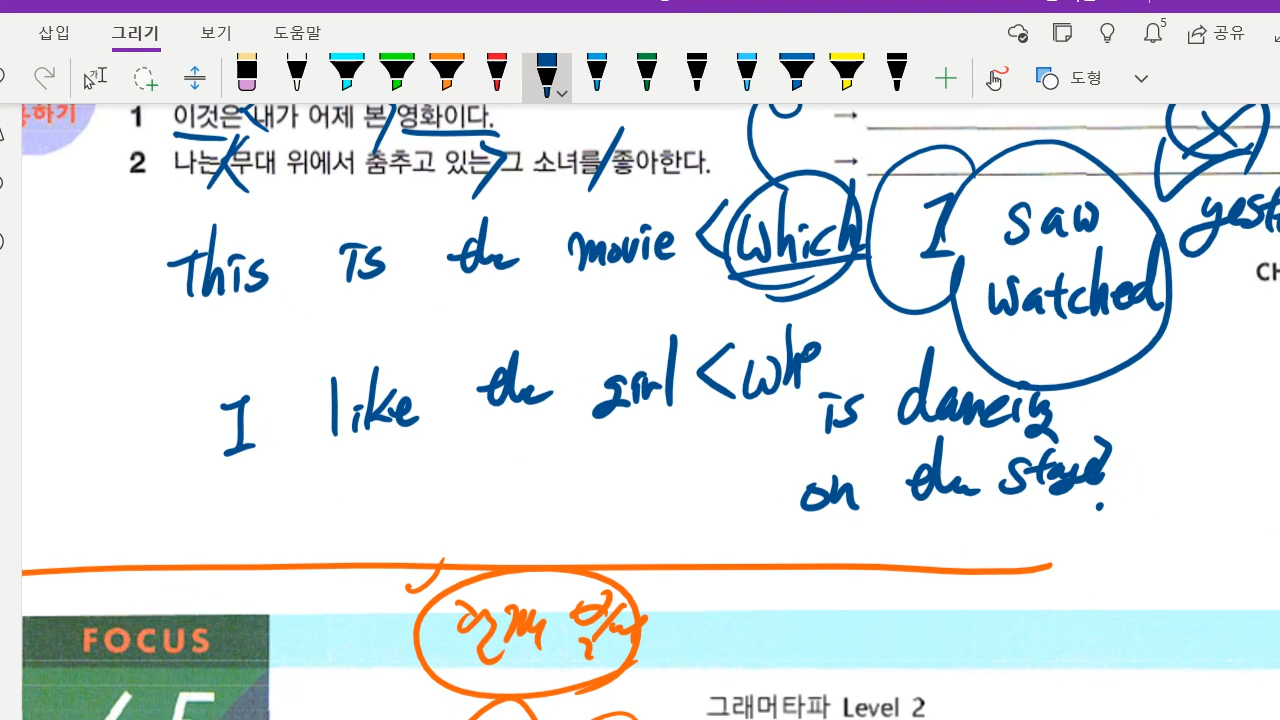 삽입 그리기 보기 도움말 5 공유
도형
1 이것은 내가 어제 본 영화이다. →
2 나는 무대 위에서 춤추고 있는 그 소녀를 좋아한다. →
This is the movie <which I saw
watched
CH
I like the girl <who is dancing
on the stage
FOCUS
그래머타파 Level 2